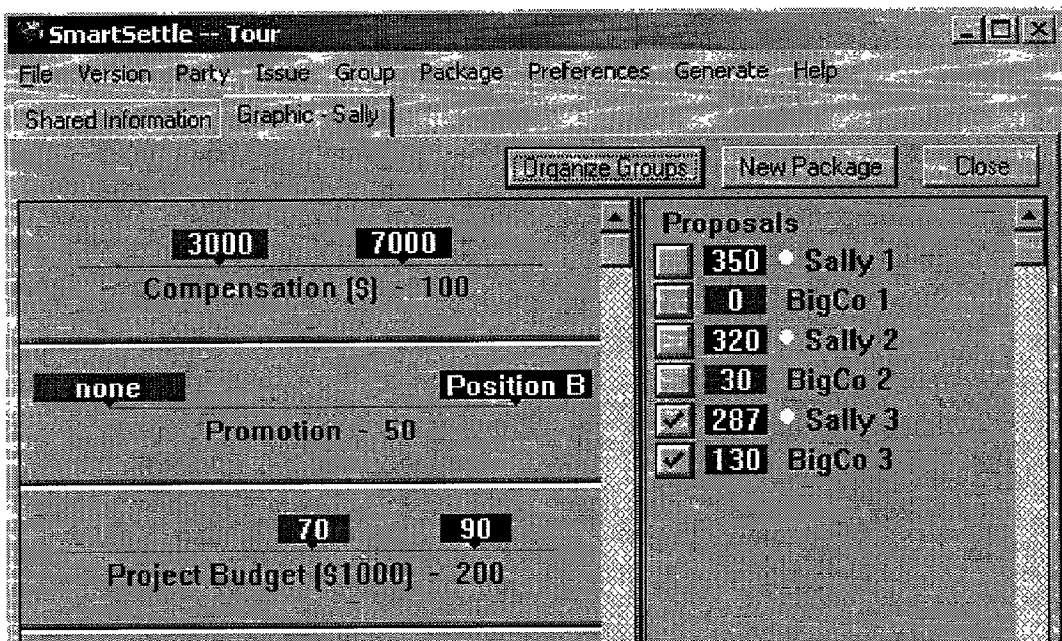 SmartSettle -- Tour
File Version Party Issue Group Package Preferences Generate Help
Shared Information Graphic - Sally
Organize Groups New Package Close
3000 7000
Compensation ($) - 100
none Position B
Promotion - 50
70 90
Project Budget ($1000) - 200
Proposals
350 Sally 1
0 BigCo 1
320 Sally 2
30 BigCo 2
287 Sally 3
130 BigCo 3